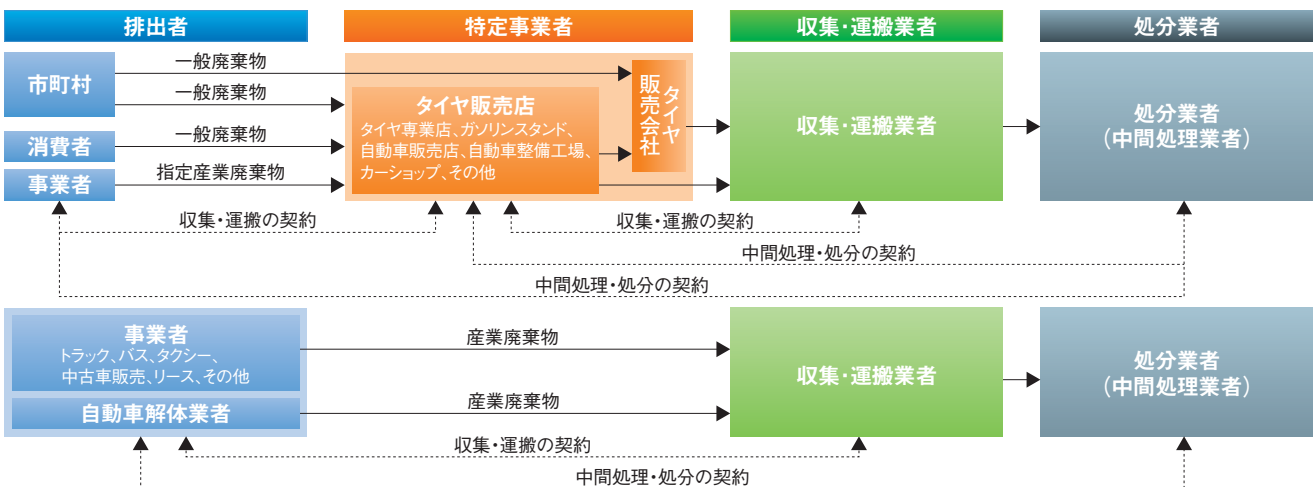 排出者
特定事業者
収集・運搬業者
処分業者
市町村
一般廃棄物
一般廃棄物
消費者
一般廃棄物
事業者
指定産業廃棄物
タイヤ販売店
タイヤ専業店、ガソリンスタンド、
自動車販売店、自動車整備工場、
カーショップ、その他
タイヤ
販売会社
収集・運搬業者
処分業者
（中間処理業者）
収集・運搬の契約
収集・運搬の契約
中間処理・処分の契約
中間処理・処分の契約
事業者
トラック、バス、タクシー、
中古車販売、リース、その他
産業廃棄物
自動車解体業者
産業廃棄物
収集・運搬業者
処分業者
（中間処理業者）
収集・運搬の契約
中間処理・処分の契約